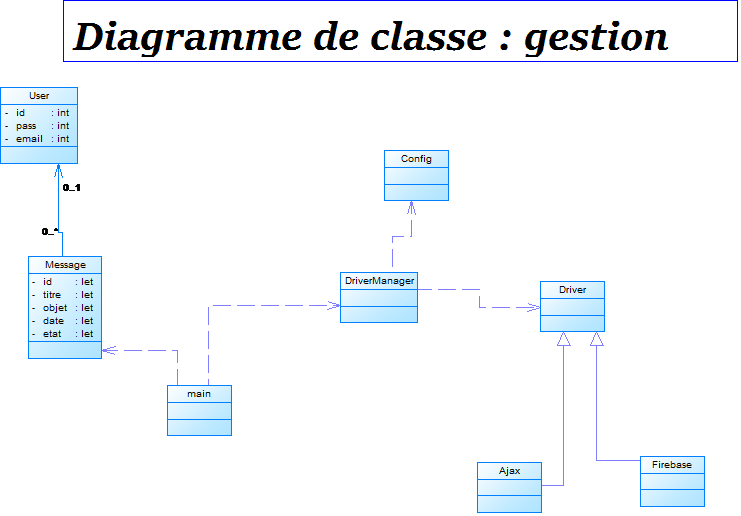 Diagramme de classe : gestion
User
- id : int
- pass : int
- email : int
0..1
0..*
Message
- id : let
- titre : let
- objet : let
- date : let
- etat : let
Config
DriverManager
Driver
main
Ajax
Firebase